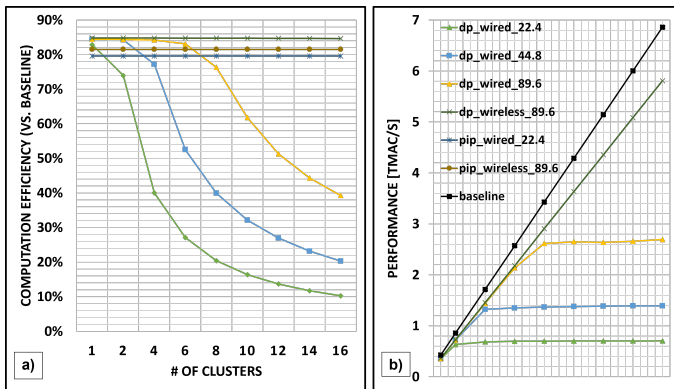 90%
80%
70%
60%
50%
40%
30%
20%
10%
0%
COMPUTATION EFFICIENCY (VS. BASELINE)
1 2 4 6 8 10 12 14 16
# OF CLUSTERS
a)
7
6
5
4
3
2
1
0
PERFORMANCE [TMAC/S]
dp_wired_22.4
dp_wired_44.8
dp_wired_89.6
dp_wireless_89.6
pip_wired_22.4
pip_wireless_89.6
baseline
b)